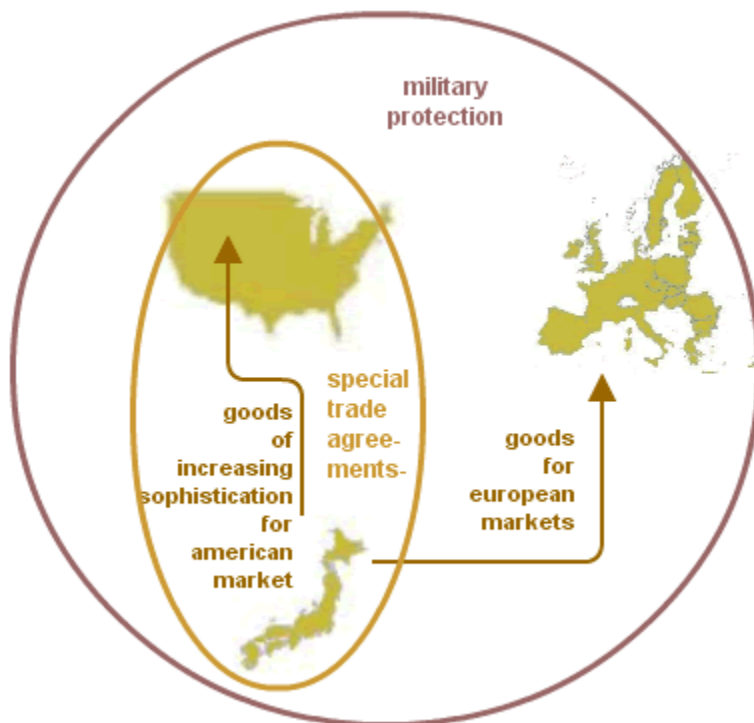 military
protection
special
trade
agree-
ments-
goods
of
increasing
sophistication
for
american
market
goods
for
european
markets